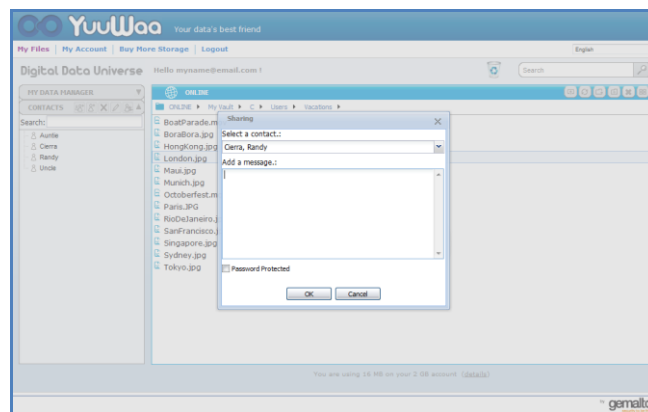 YuuWaa Your data's best friend
My Files | My Account | Buy More Storage | Logout English
Digital Data Universe Hello myname@email.com ! Search
MY DATA MANAGER ONLINE
CONTACTS ONLINE My Vault C Users Vacations
Search:
Auntie
Cierra
Randy
Uncle
BoatParade.m
BoraBora.jpg
HongKong.jpg
London.jpg
Maui.jpg
Munich.jpg
Octoberfest.m
Paris.JPG
RioDeJaneiro.j
SanFrancisco.j
Singapore.jpg
Sydney.jpg
Tokyo.jpg
Sharing
Select a contact.:
Cierra, Randy
Add a message.:
Password Protected
OK Cancel
You are using 16 MB on your 2 GB account (details)
by gemalto